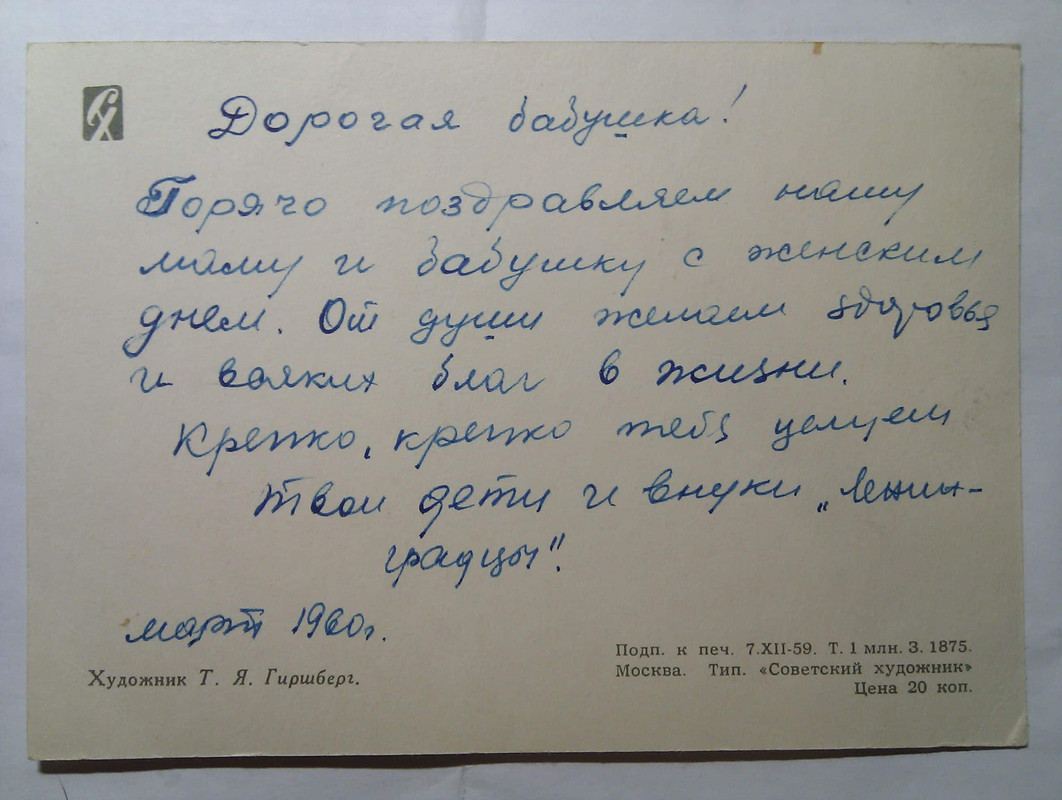 СХ
Дорогая бабушка!
Горячо поздравляем нашу
маму и бабушку с женским
днем. От души желаем здоровья
и всяких благ в жизни.
Крепко, крепко тебя целуем
твои дети и внуки „Ленин-
градцы".
март 1960г.
Художник Т. Я. Гиршберг.
Подп. к печ. 7.XII-59. Т. 1 млн. З. 1875.
Москва. Тип. «Советский художник»
Цена 20 коп.